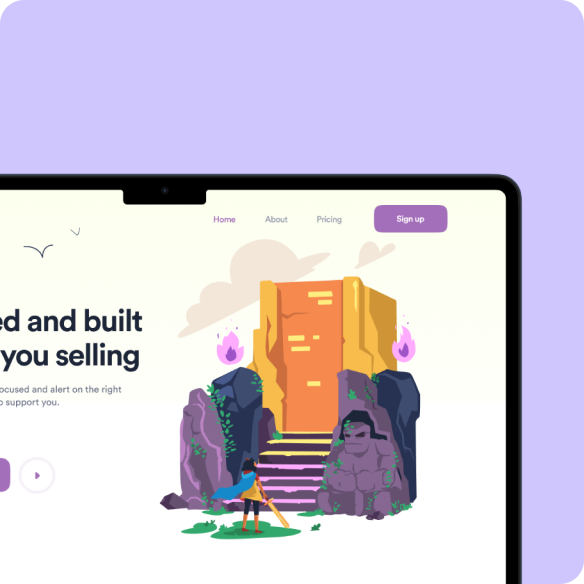 Home About Pricing Sign up
ed and built
you selling
ocused and alert on the right
o support you.